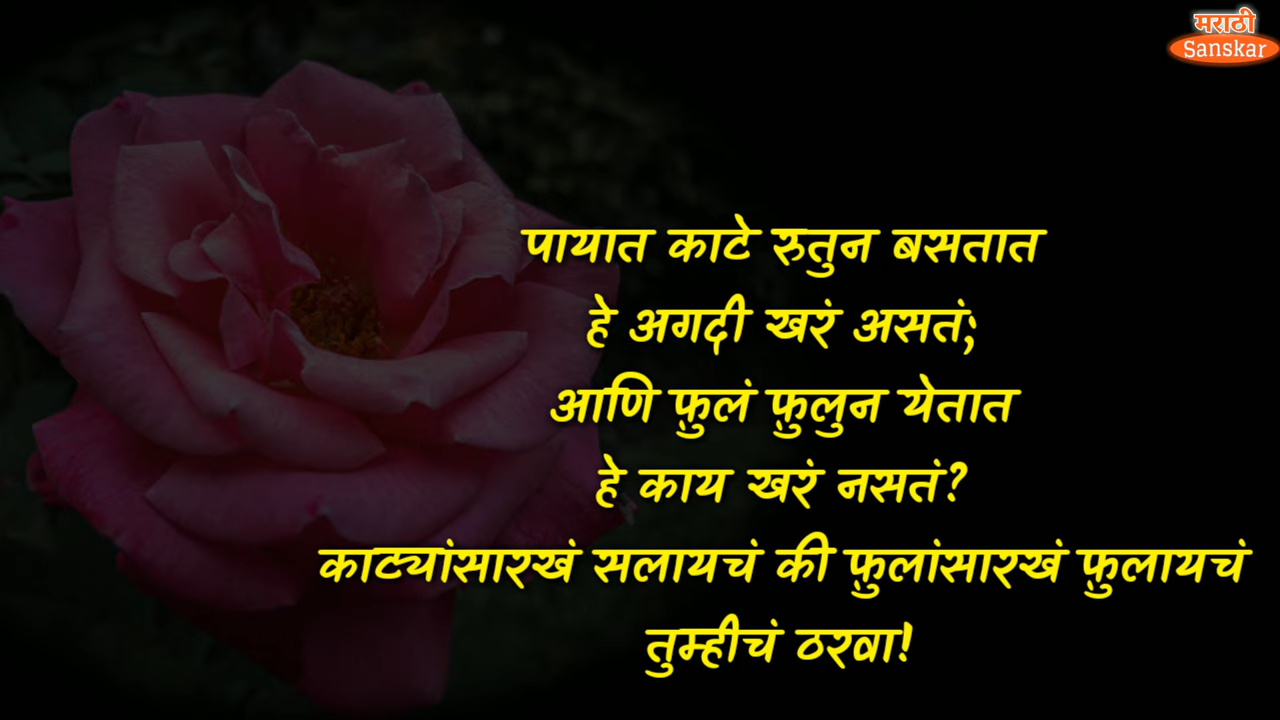 मराठी
Sanskar
पायात काटे रुतुन बसतात
हे अगदी खरं असतं;
आणि फ़ुलं फ़ुलुन येतात
हे काय खरं नसतं?
काट्यांसारखं सलायचं की फ़ुलांसारखं फ़ुलायचं
तुम्हीचं ठरवा!